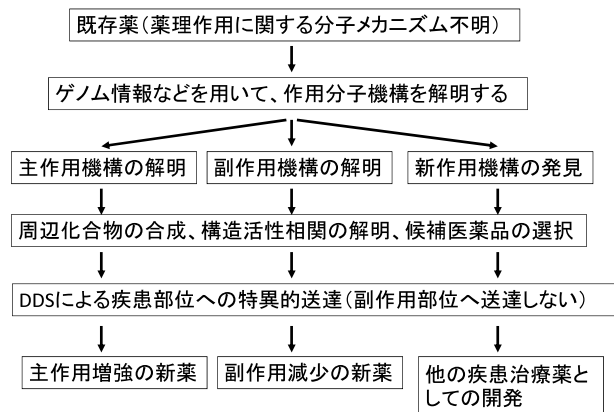 既存薬（薬理作用に関する分子メカニズム不明）
ゲノム情報などを用いて、作用分子機構を解明する
主作用機構の解明
副作用機構の解明
新作用機構の発見
周辺化合物の合成、構造活性相関の解明、候補医薬品の選択
DDSによる疾患部位への特異的送達（副作用部位へ送達しない）
主作用増強の新薬
副作用減少の新薬
他の疾患治療薬と
しての開発